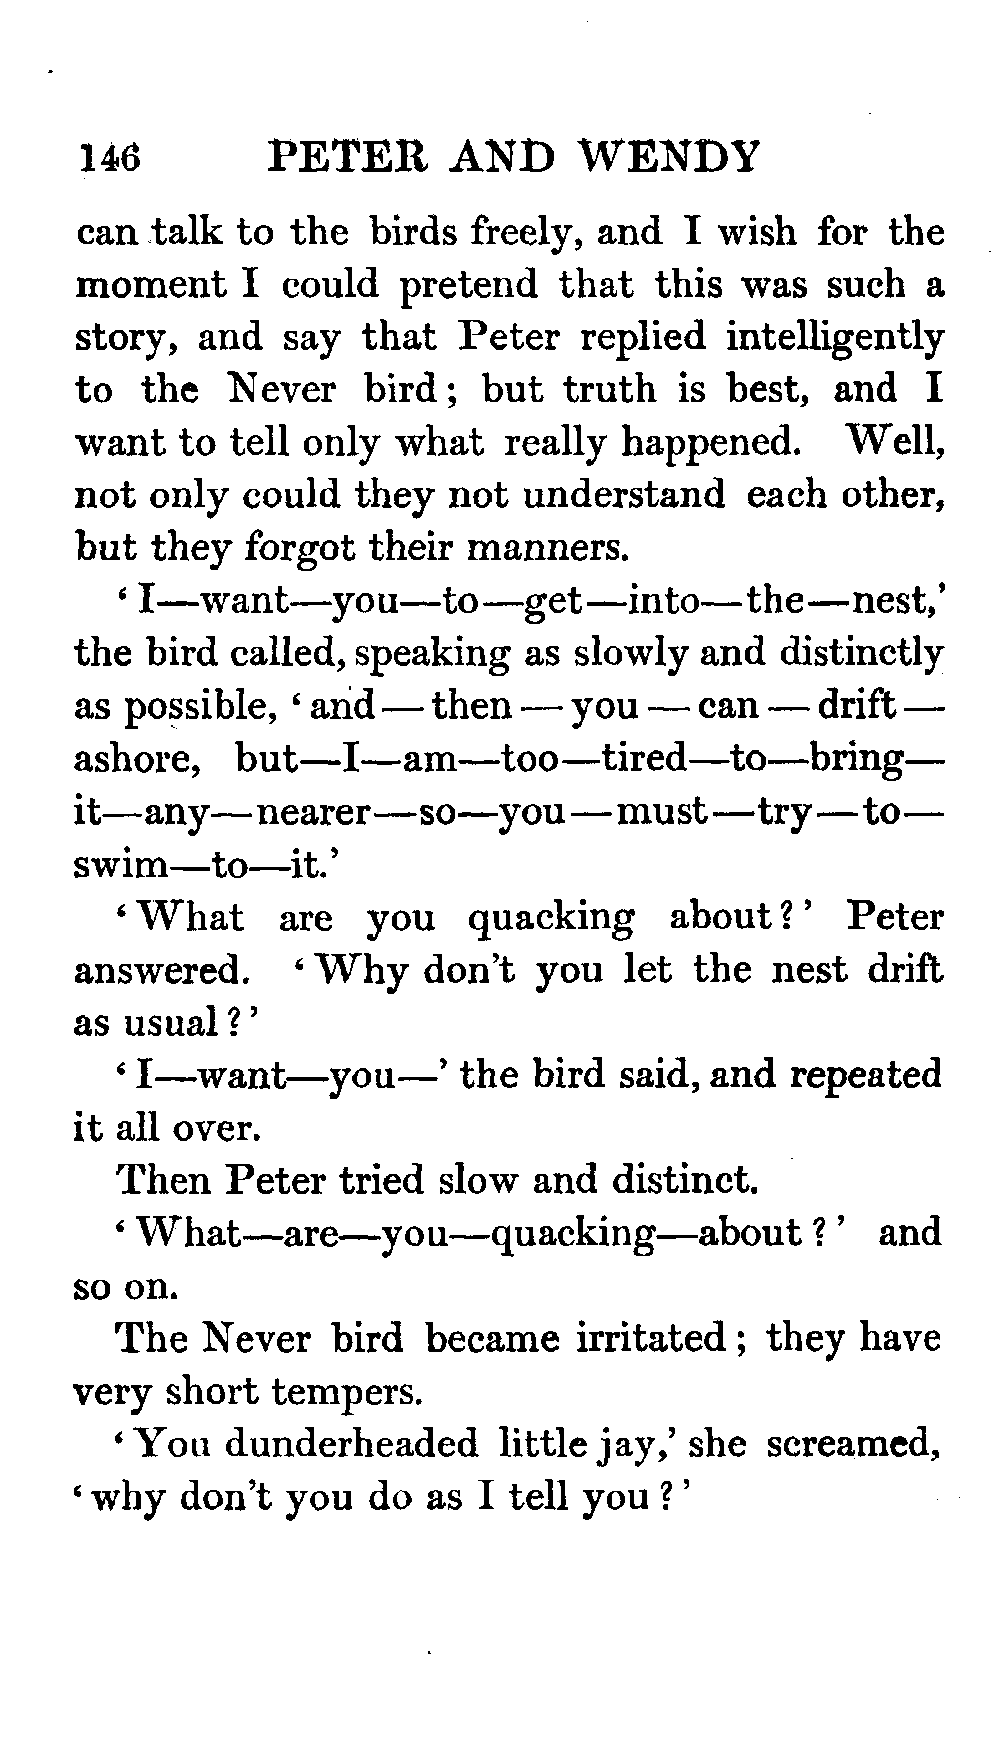 146 PETER AND WENDY
can talk to the birds freely, and I wish for the
moment I could pretend that this was such a
story, and say that Peter replied intelligently
to the Never bird; but truth is best, and I
want to tell only what really happened. Well,
not only could they not understand each other,
but they forgot their manners.
‘I—want—you—to—get—into—the—nest,’
the bird called, speaking as slowly and distinctly
as possible, ‘and—then—you—can—drift—
ashore, but—I—am—too—tired—to—bring—
it—any—nearer—so—you—must—try—to—
swim—to—it.’
‘What are you quacking about?’ Peter
answered. ‘Why don't you let the nest drift
as usual?’
‘I—want—you—’ the bird said, and repeated
it all over.
Then Peter tried slow and distinct.
‘What—are—you—quacking—about?’ and
so on.
The Never bird became irritated; they have
very short tempers.
‘You dunderheaded little jay,’ she screamed,
‘why don't you do as I tell you?’